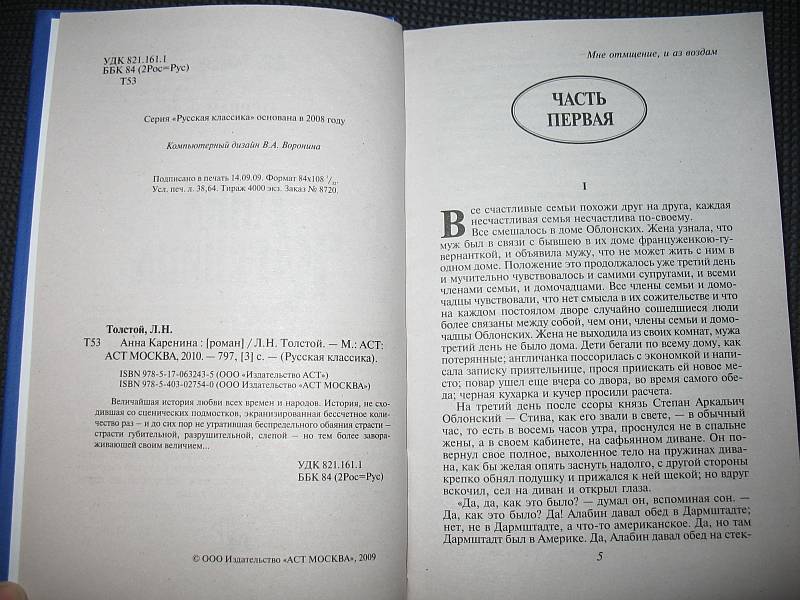 УДК 821.161.1
ББК 84 (2Рос=Рус)
Т53
Серия «Русская классика» основана в 2008 году
Компьютерный дизайн В.А. Воронина
Подписано в печать 14.09.09. Формат 84х108 1/32.
Усл. печ. л. 38,64. Тираж 4000 экз. Заказ № 8720.
Толстой, Л.Н.
Т53 Анна Каренина : [роман] / Л.Н. Толстой. — М.: АСТ:
АСТ МОСКВА, 2010. — 797, [3] с. — (Русская классика).
ISBN 978-5-17-063243-5 (ООО «Издательство АСТ»)
ISBN 978-5-403-02754-0 (ООО Издательство «АСТ МОСКВА»)
Величайшая история любви всех времен и народов. История, не схо-
дившая со сценических подмостков, экранизированная бессчетное коли-
чество раз – и до сих пор не утратившая беспредельного обаяния страсти –
страсти губительной, разрушительной, слепой – но тем более завора-
живающей своим величием...
УДК 821.161.1
ББК 84 (2Рос=Рус)
© ООО Издательство «АСТ МОСКВА», 2009
Мне отмщение, и аз воздам
ЧАСТЬ
ПЕРВАЯ
I
Все счастливые семьи похожи друг на друга, каждая
несчастливая семья несчастлива по-своему.
Все смешалось в доме Облонских. Жена узнала, что
муж был в связи с бывшею в их доме француженкою-гу-
вернанткой, и объявила мужу, что не может жить с ним в
одном доме. Положение это продолжалось уже третий день
и мучительно чувствовалось и самими супругами, и всеми
членами семьи, и домочадцами. Все члены семьи и домо-
чадцы чувствовали, что нет смысла в их сожительстве и что
на каждом постоялом дворе случайно сошедшиеся люди
более связаны между собой, чем они, члены семьи и домо-
чадцы Облонских. Жена не выходила из своих комнат, мужа
третий день не было дома. Дети бегали по всему дому, как
потерянные; англичанка поссорилась с экономкой и напи-
сала записку приятельнице, прося приискать ей новое мес-
то; повар ушел еще вчера со двора, во время самого обе-
да; черная кухарка и кучер просили расчета.
На третий день после ссоры князь Степан Аркадьич
Облонский — Стива, как его звали в свете, — в обычный
час, то есть в восемь часов утра, проснулся не в спальне
жены, а в своем кабинете, на сафьянном диване. Он по-
вернул свое полное, выхоленное тело на пружинах дива-
на, как бы желая опять заснуть надолго, с другой стороны
крепко обнял подушку и прижался к ней щекой; но вдруг
вскочил, сел на диван и открыл глаза.
«Да, да, как это было? — думал он, вспоминая сон. —
Да, как это было? Да! Алабин давал обед в Дармштадте;
нет, не в Дармштадте, а что-то американское. Да, но там
Дармштадт был в Америке. Да, Алабин давал обед на стек-
5